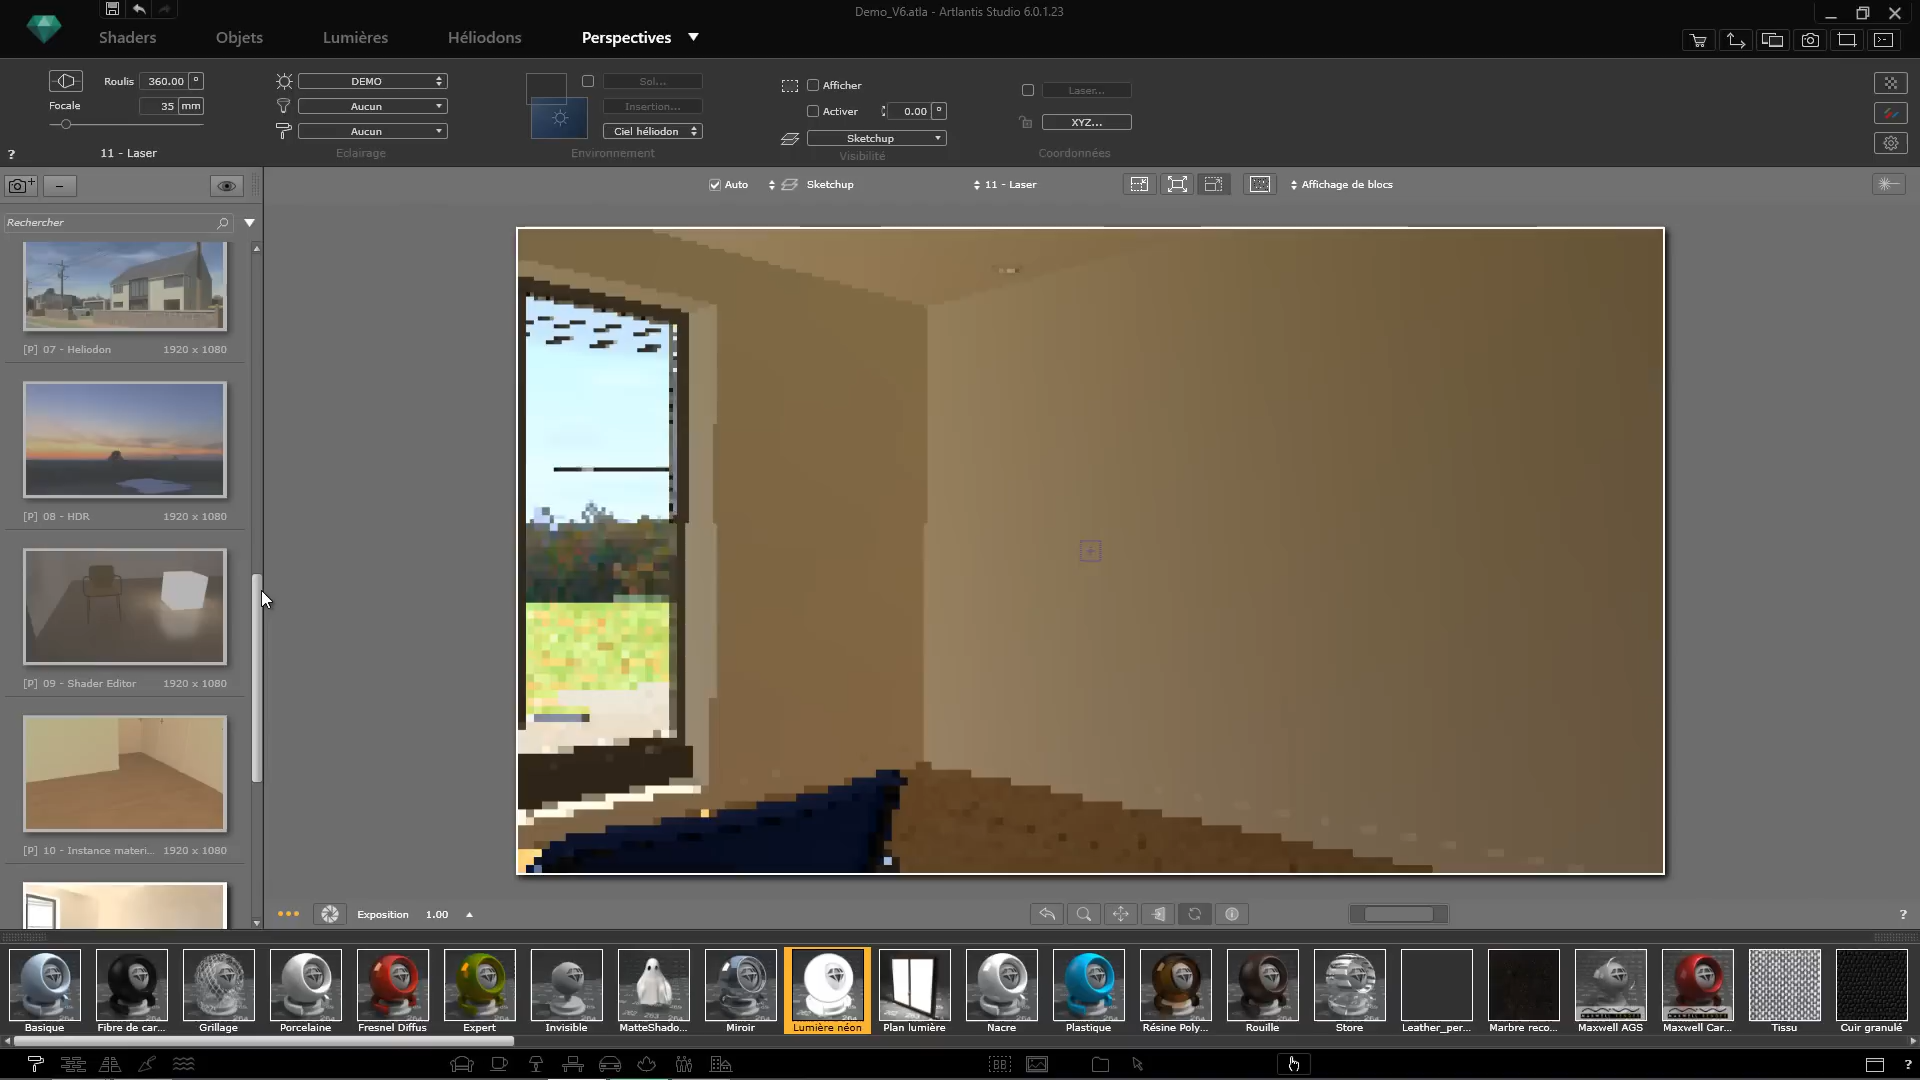 Demo_V6.atla - Artlantis Studio 6.0.1.23
Shaders Objets Lumières Héliodons Perspectives
Roulis 360.00 °
Focale 35 mm
? 11 - Laser
DEMO
Aucun
Aucun
Eclairage
Sol...
Insertion...
Ciel héliodon
Environnement
Afficher
Activer 0.00 °
Sketchup
Visibilité
Laser...
XYZ...
Coordonnées
Auto Sketchup 11 - Laser Affichage de blocs
Rechercher
[P] 07 - Heliodon 1920 x 1080
[P] 08 - HDR 1920 x 1080
[P] 09 - Shader Editor 1920 x 1080
[P] 10 - Instance materi... 1920 x 1080
Exposition 1.00 ?
Basique Fibre de car... Grillage Porcelaine Fresnel Diffus Expert Invisible MatteShado... Miroir Lumière néon Plan lumière Nacre Plastique Résine Poly... Rouille Store Leather_per... Marbre reco... Maxwell AGS Maxwell Car... Tissu Cuir granulé
?